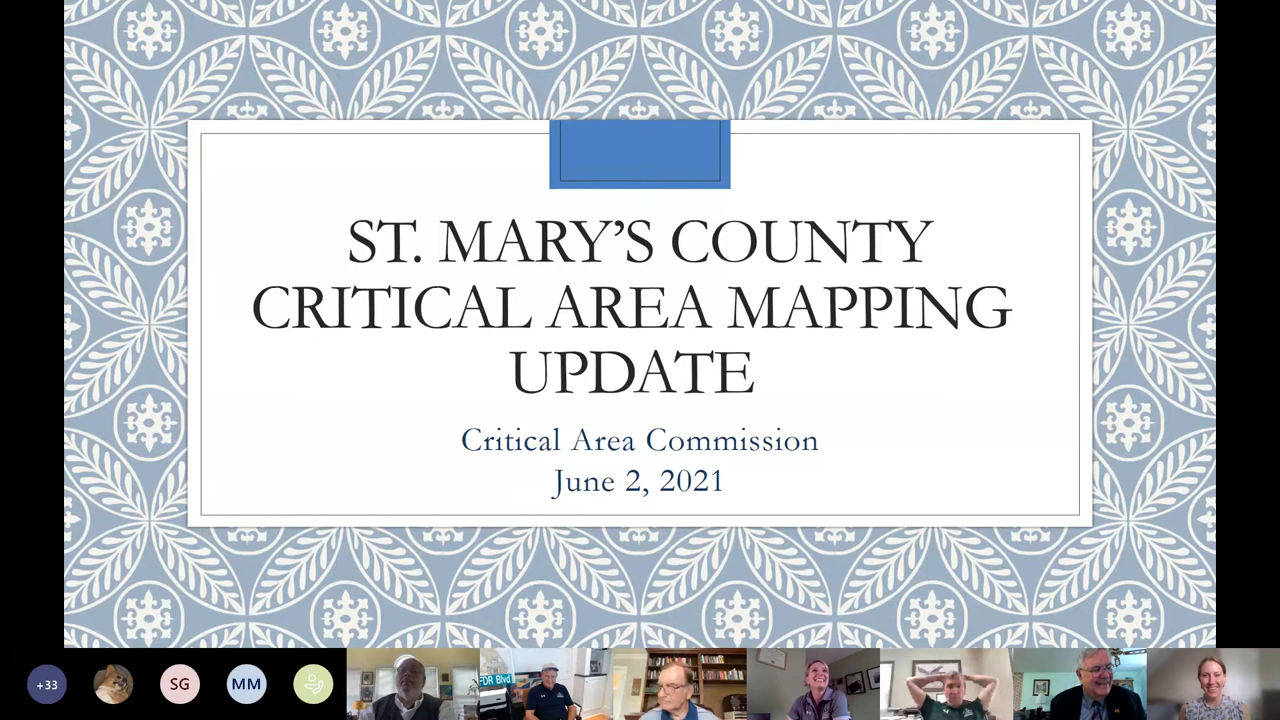 ST. MARY'S COUNTY
CRITICAL AREA MAPPING
UPDATE
Critical Area Commission
June 2, 2021
+33
SG
MM
FDR Blvd